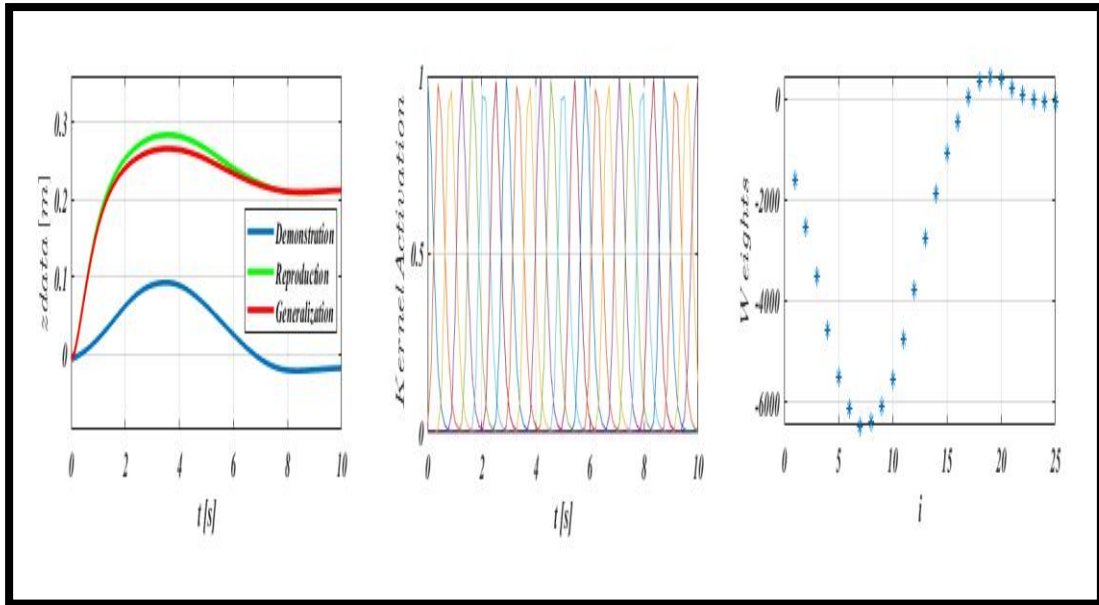 zdata [m]
0.3
0.2
0.1
0
0 2 4 6 8 10
t [s]
Demonstration
Reproduction
Generalization
Kernel Activation
1
0.5
0
0 2 4 6 8 10
t [s]
Weights
0
-2000
-4000
-6000
0 5 10 15 20 25
i